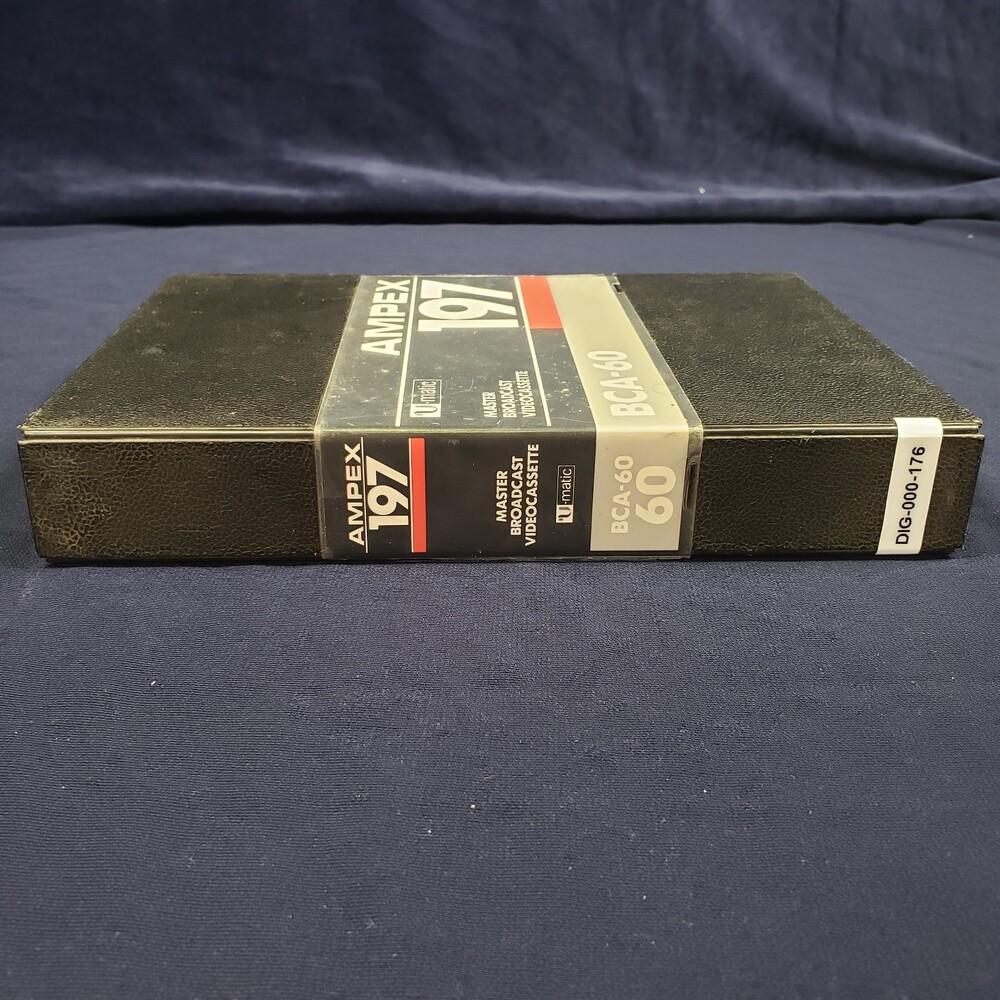 AMPEX
197
U-matic
MASTER
BROADCAST
VIDEOCASSETTE
BCA-60
AMPEX
197
MASTER
BROADCAST
VIDEOCASSETTE
U-matic
BCA-60
60
DIG-000-176